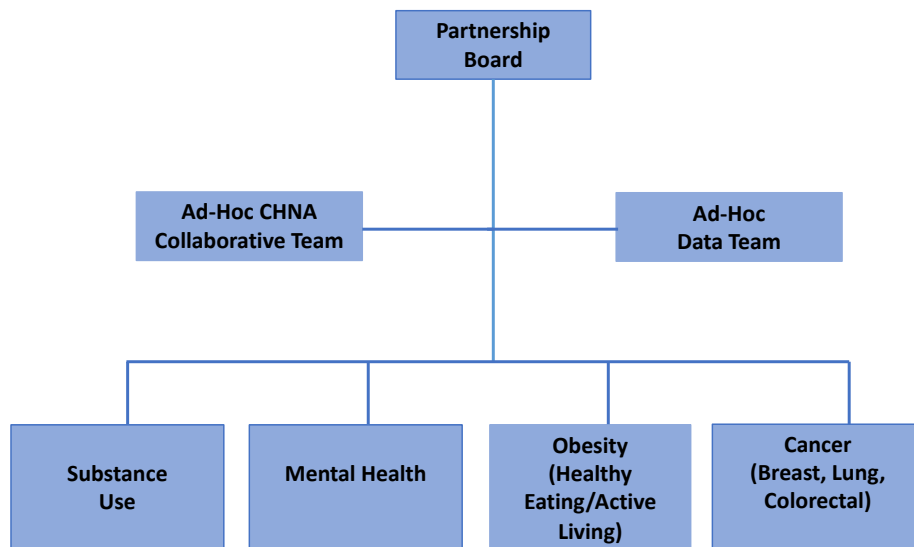 Partnership
Board
Ad-Hoc CHNA
Collaborative Team
Ad-Hoc
Data Team
Substance
Use
Mental Health
Obesity
(Healthy
Eating/Active
Living)
Cancer
(Breast, Lung,
Colorectal)